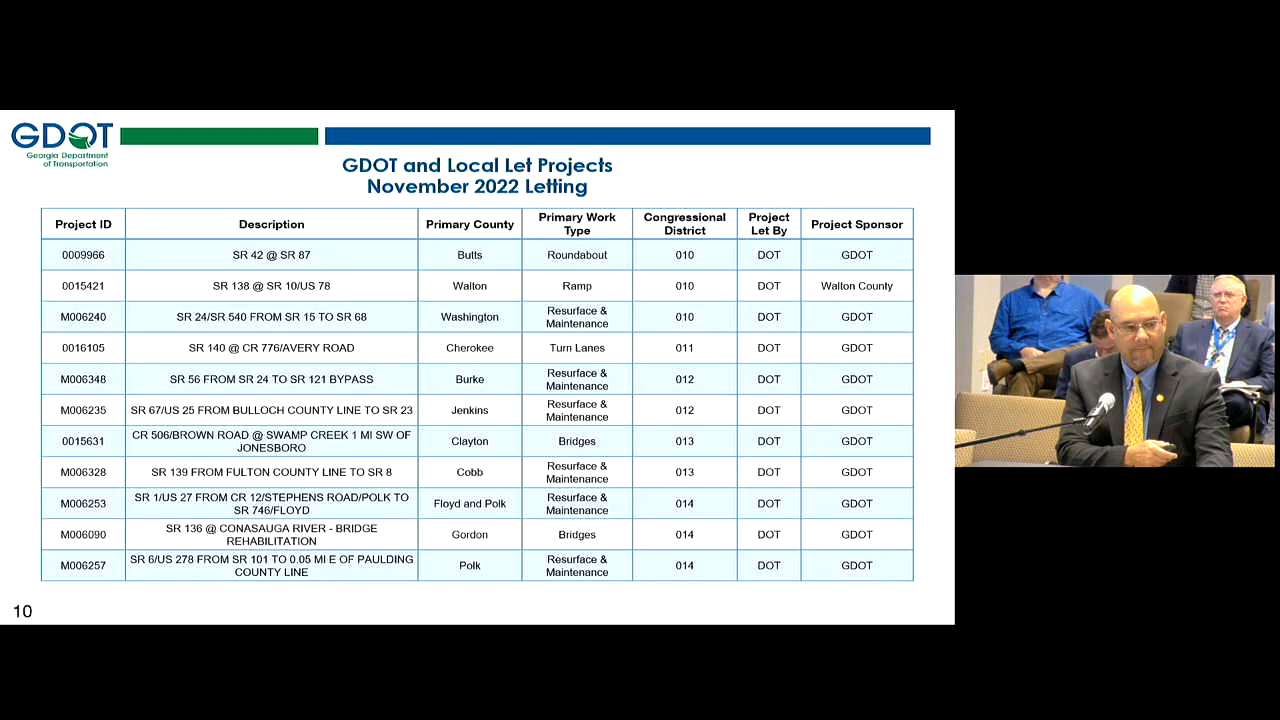 GDOT
Georgia Department
of Transportation
GDOT and Local Let Projects
November 2022 Letting
Project ID Description Primary County Primary Work Type Congressional District Project Let By Project Sponsor
0009966 SR 42 @ SR 87 Butts Roundabout 010 DOT GDOT
0015421 SR 138 @ SR 10/US 78 Walton Ramp 010 DOT Walton County
M006240 SR 24/SR 540 FROM SR 15 TO SR 68 Washington Resurface & Maintenance 010 DOT GDOT
0016105 SR 140 @ CR 776/AVERY ROAD Cherokee Turn Lanes 011 DOT GDOT
M006348 SR 56 FROM SR 24 TO SR 121 BYPASS Burke Resurface & Maintenance 012 DOT GDOT
M006235 SR 67/US 25 FROM BULLOCH COUNTY LINE TO SR 23 Jenkins Resurface & Maintenance 012 DOT GDOT
0015631 CR 506/BROWN ROAD @ SWAMP CREEK 1 MI SW OF JONESBORO Clayton Bridges 013 DOT GDOT
M006328 SR 139 FROM FULTON COUNTY LINE TO SR 8 Cobb Resurface & Maintenance 013 DOT GDOT
M006253 SR 1/US 27 FROM CR 12/STEPHENS ROAD/POLK TO SR 746/FLOYD Floyd and Polk Resurface & Maintenance 014 DOT GDOT
M006090 SR 136 @ CONASAUGA RIVER - BRIDGE REHABILITATION Gordon Bridges 014 DOT GDOT
M006257 SR 6/US 278 FROM SR 101 TO 0.05 MI E OF PAULDING COUNTY LINE Polk Resurface & Maintenance 014 DOT GDOT
10